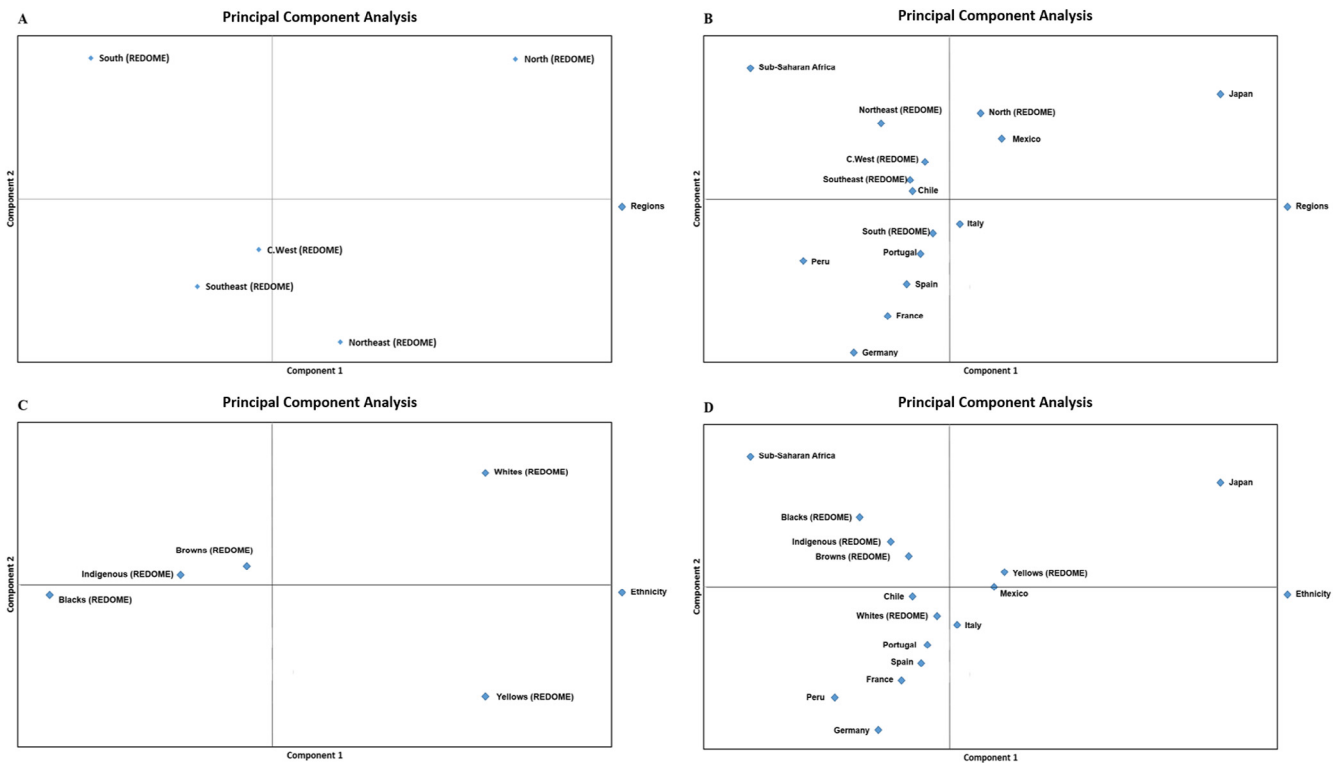 A
Principal Component Analysis
South (REDOME)
North (REDOME)
Component 2
Regions
C.West (REDOME)
Southeast (REDOME)
Northeast (REDOME)
Component 1
B
Principal Component Analysis
Sub-Saharan Africa
Japan
Northeast (REDOME)
North (REDOME)
Mexico
C.West (REDOME)
Southeast (REDOME)
Chile
Component 2
Regions
Italy
South (REDOME)
Portugal
Peru
Spain
France
Germany
Component 1
C
Principal Component Analysis
Whites (REDOME)
Browns (REDOME)
Indigenous (REDOME)
Component 2
Blacks (REDOME)
Ethnicity
Yellows (REDOME)
Component 1
D
Principal Component Analysis
Sub-Saharan Africa
Japan
Blacks (REDOME)
Indigenous (REDOME)
Browns (REDOME)
Yellows (REDOME)
Component 2
Mexico
Ethnicity
Chile
Whites (REDOME)
Italy
Portugal
Spain
France
Peru
Germany
Component 1